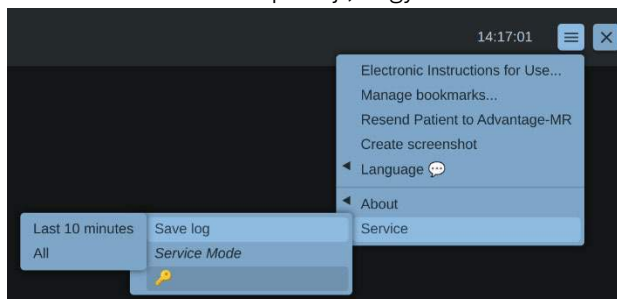 14:17:01
Electronic Instructions for Use...
Manage bookmarks...
Resend Patient to Advantage-MR
Create screenshot
Language
About
Service
Save log
Service Mode
Last 10 minutes
All